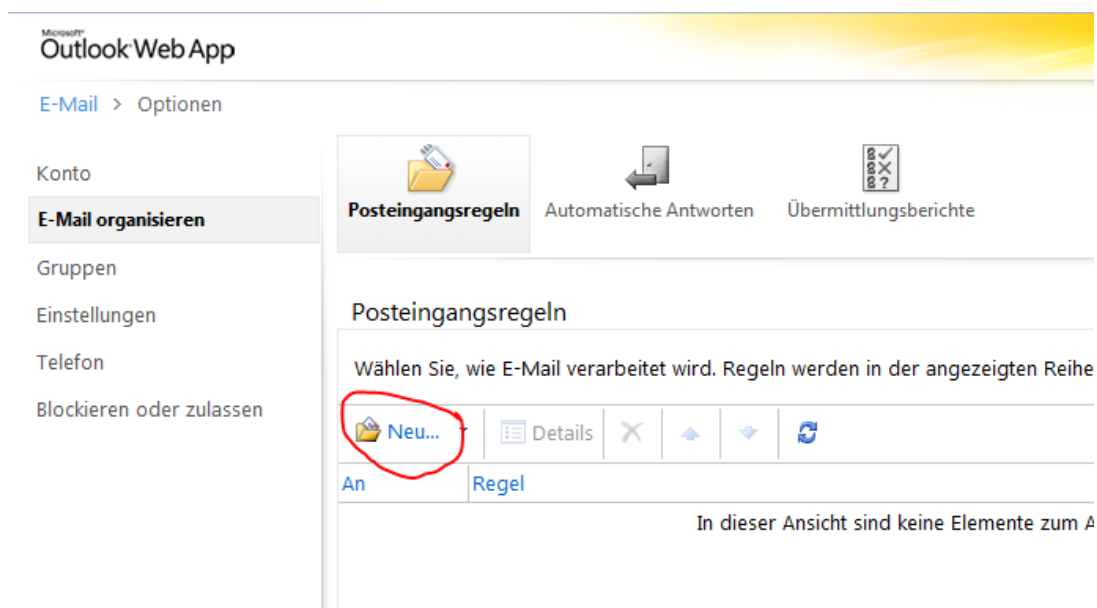 Microsoft®
Outlook Web App
E-Mail > Optionen
Konto
E-Mail organisieren
Gruppen
Einstellungen
Telefon
Blockieren oder zulassen
Posteingangsregeln Automatische Antworten Übermittlungsberichte
Posteingangsregeln
Wählen Sie, wie E-Mail verarbeitet wird. Regeln werden in der angezeigten Reihe
Neu... Details
An Regel
In dieser Ansicht sind keine Elemente zum A